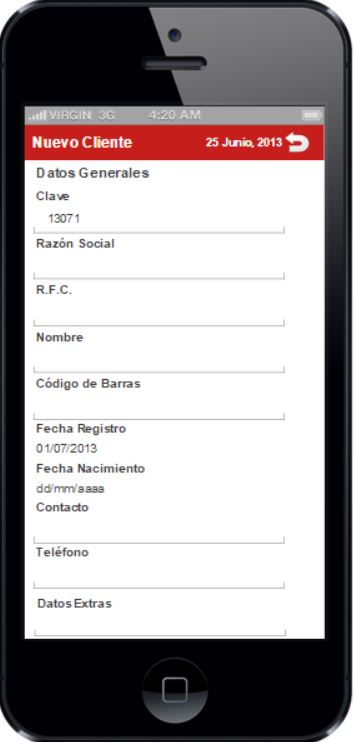 VIRGIN 3G 4:20 AM
Nuevo Cliente 25 Junio, 2013
Datos Generales
Clave
13071
Razón Social
R.F.C.
Nombre
Código de Barras
Fecha Registro
01/07/2013
Fecha Nacimiento
dd/mm/aaaa
Contacto
Teléfono
Datos Extras